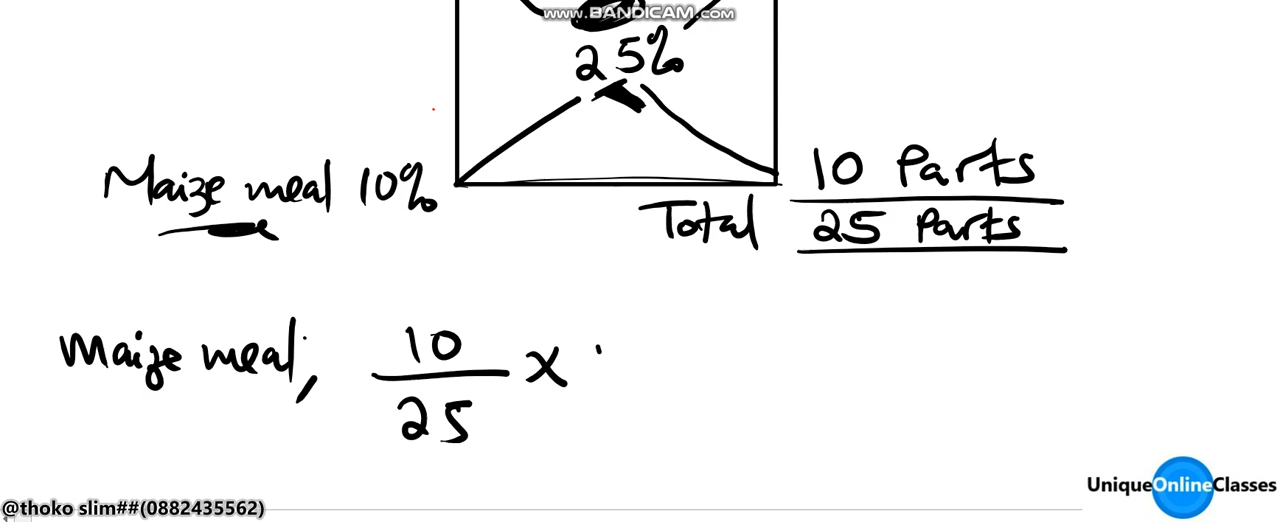 www.BANDICAM.com
25%
Maize meal 10%
10 Parts
Total 25 Parts
Maize meal, 10/25 x
UniqueOnlineClasses
@thoko slim##(0882435562)